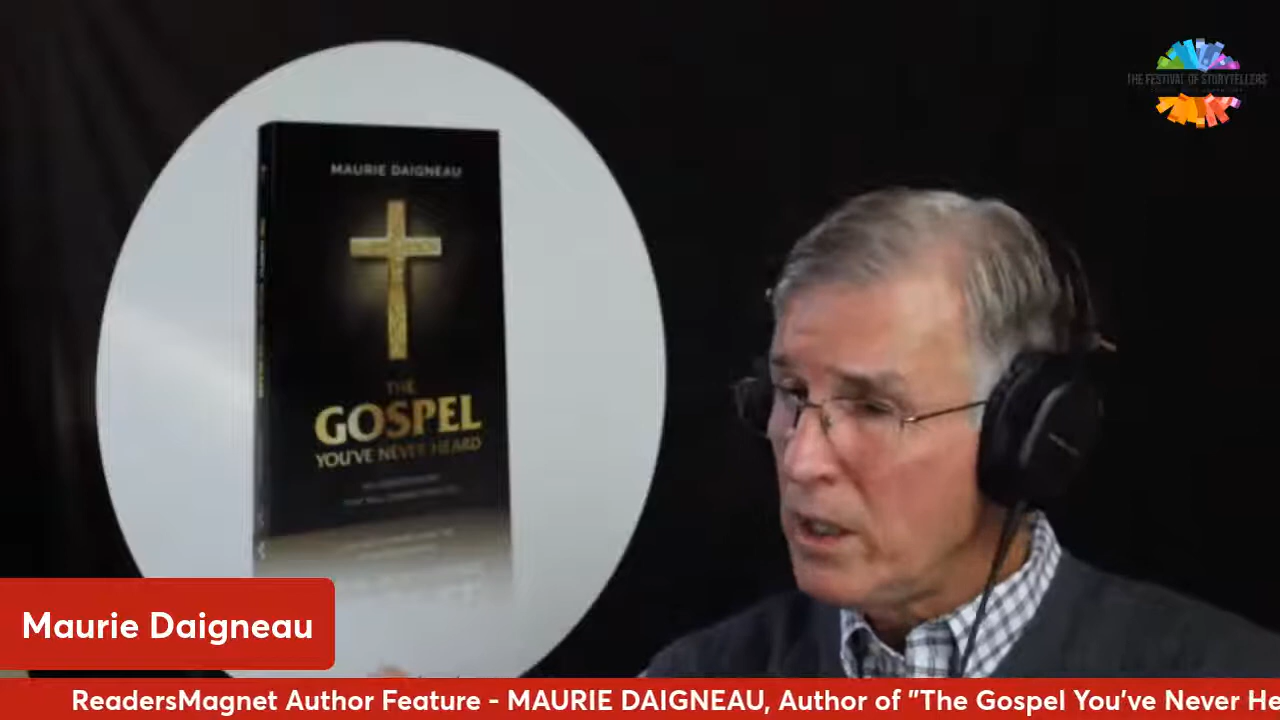 THE FESTIVAL OF STORYTELLERS
MAURIE DAIGNEAU
THE
GOSPEL
YOU'VE NEVER HEARD
Maurie Daigneau
ReadersMagnet Author Feature - MAURIE DAIGNEAU, Author of "The Gospel You've Never He